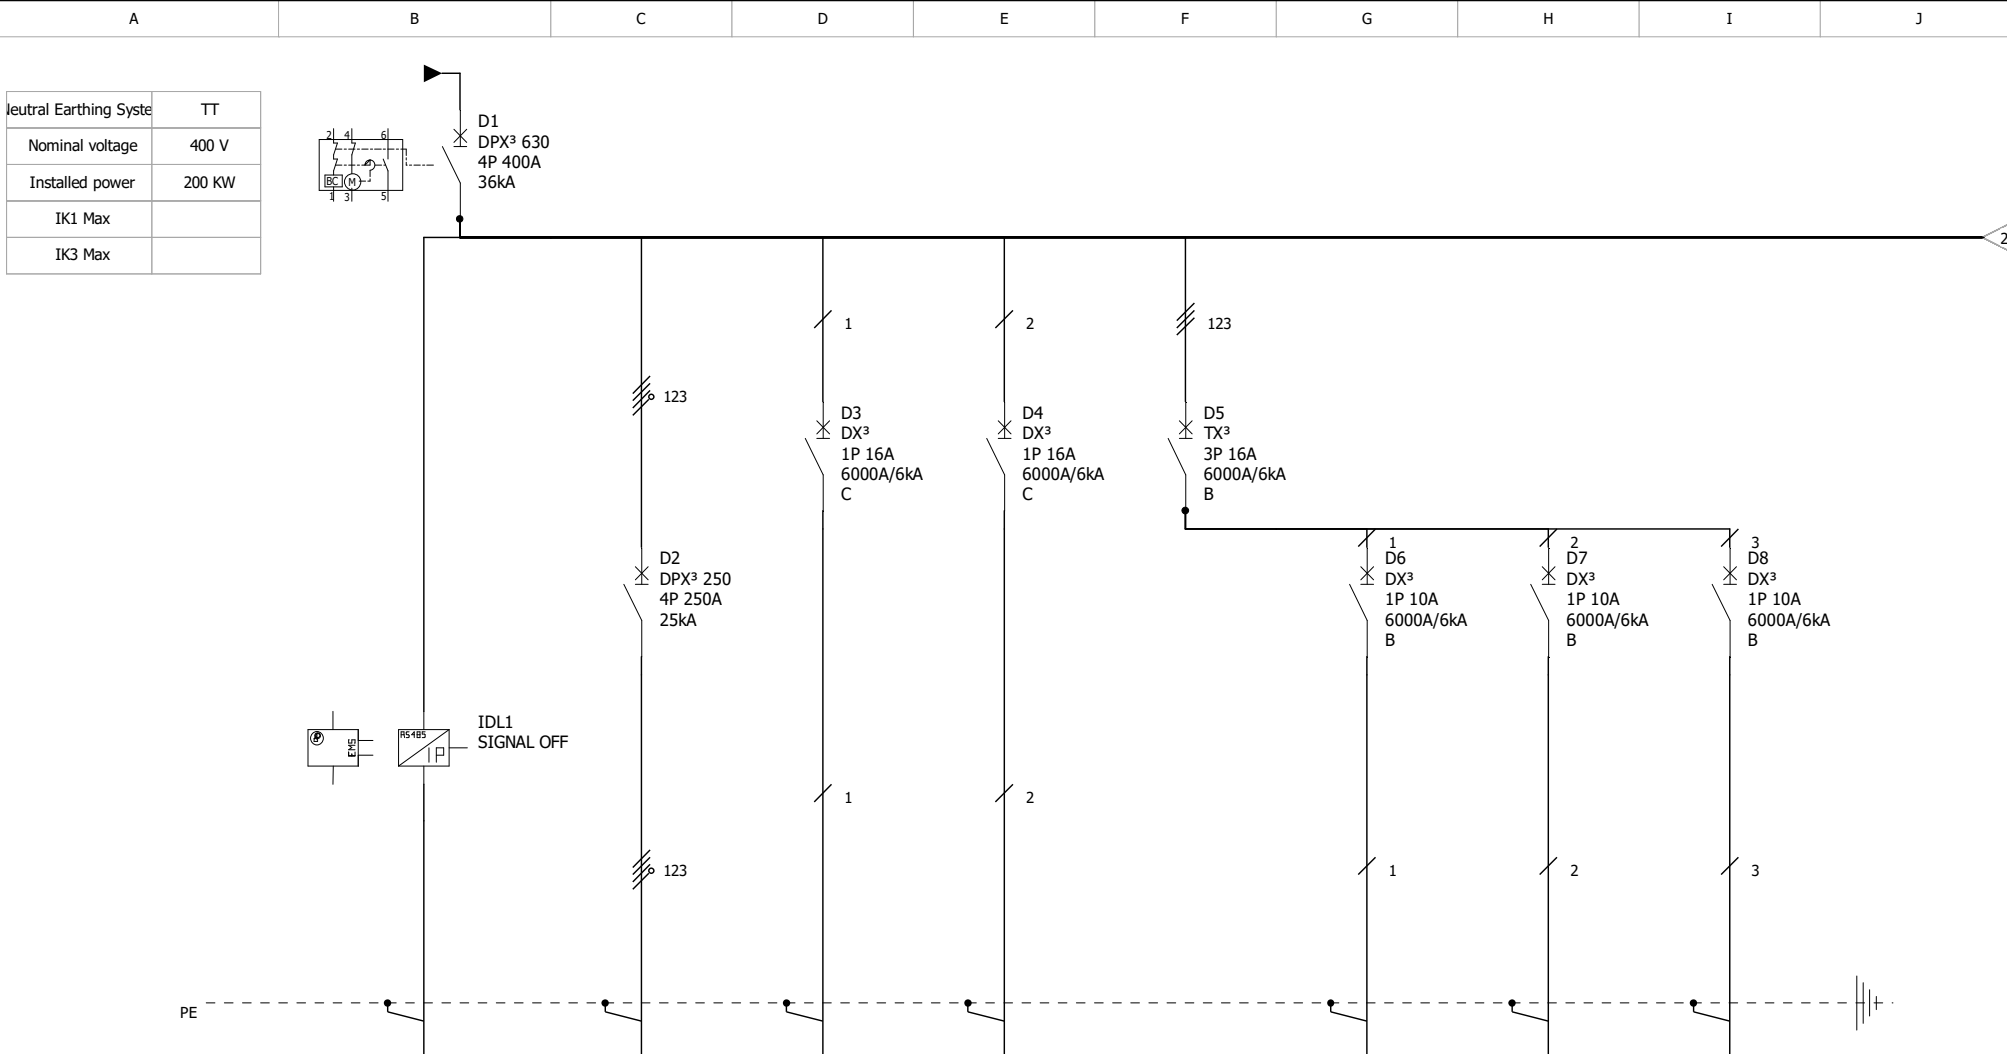 A B C D E F G H I J
Neutral Earthing Syste TT
Nominal voltage 400 V
Installed power 200 KW
IK1 Max
IK3 Max
2 4 6
BC M
1 3 5
D1
DPX³ 630
4P 400A
36kA
2
1
2
123
123
D3
DX³
1P 16A
6000A/6kA
C
D4
DX³
1P 16A
6000A/6kA
C
D5
TX³
3P 16A
6000A/6kA
B
D2
DPX³ 250
4P 250A
25kA
1
D6
DX³
1P 10A
6000A/6kA
B
2
D7
DX³
1P 10A
6000A/6kA
B
3
D8
DX³
1P 10A
6000A/6kA
B
EMS
RS485
IP
IDL1
SIGNAL OFF
1
2
123
1
2
3
PE